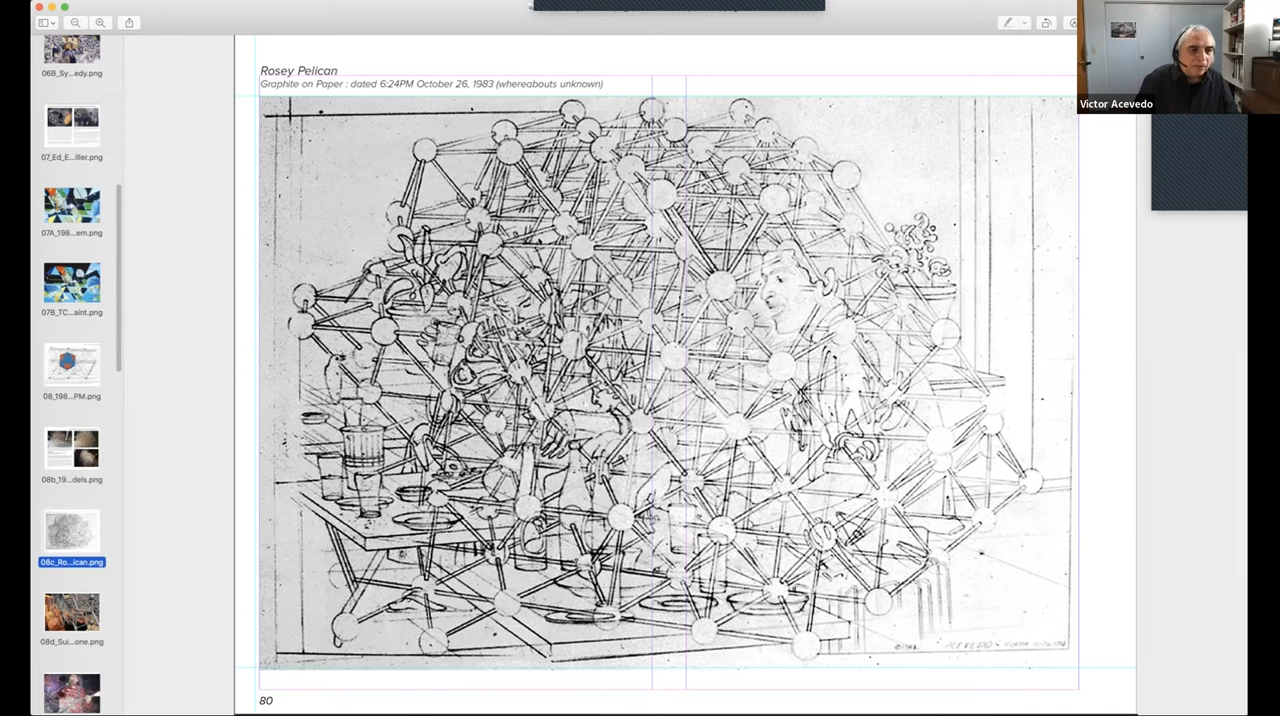 Rosey Pelican
Graphite on Paper : dated 6:24PM October 26, 1983 (whereabouts unknown)
Victor Acevedo
06B_Sy...edy.png
07_Ed_E...iller.png
07A_198...em.png
07B_TC...aint.png
08_198...PM.png
08b_19...dels.png
08c_Ro...ican.png
08d_Sui...one.png
ACEVEDO
80